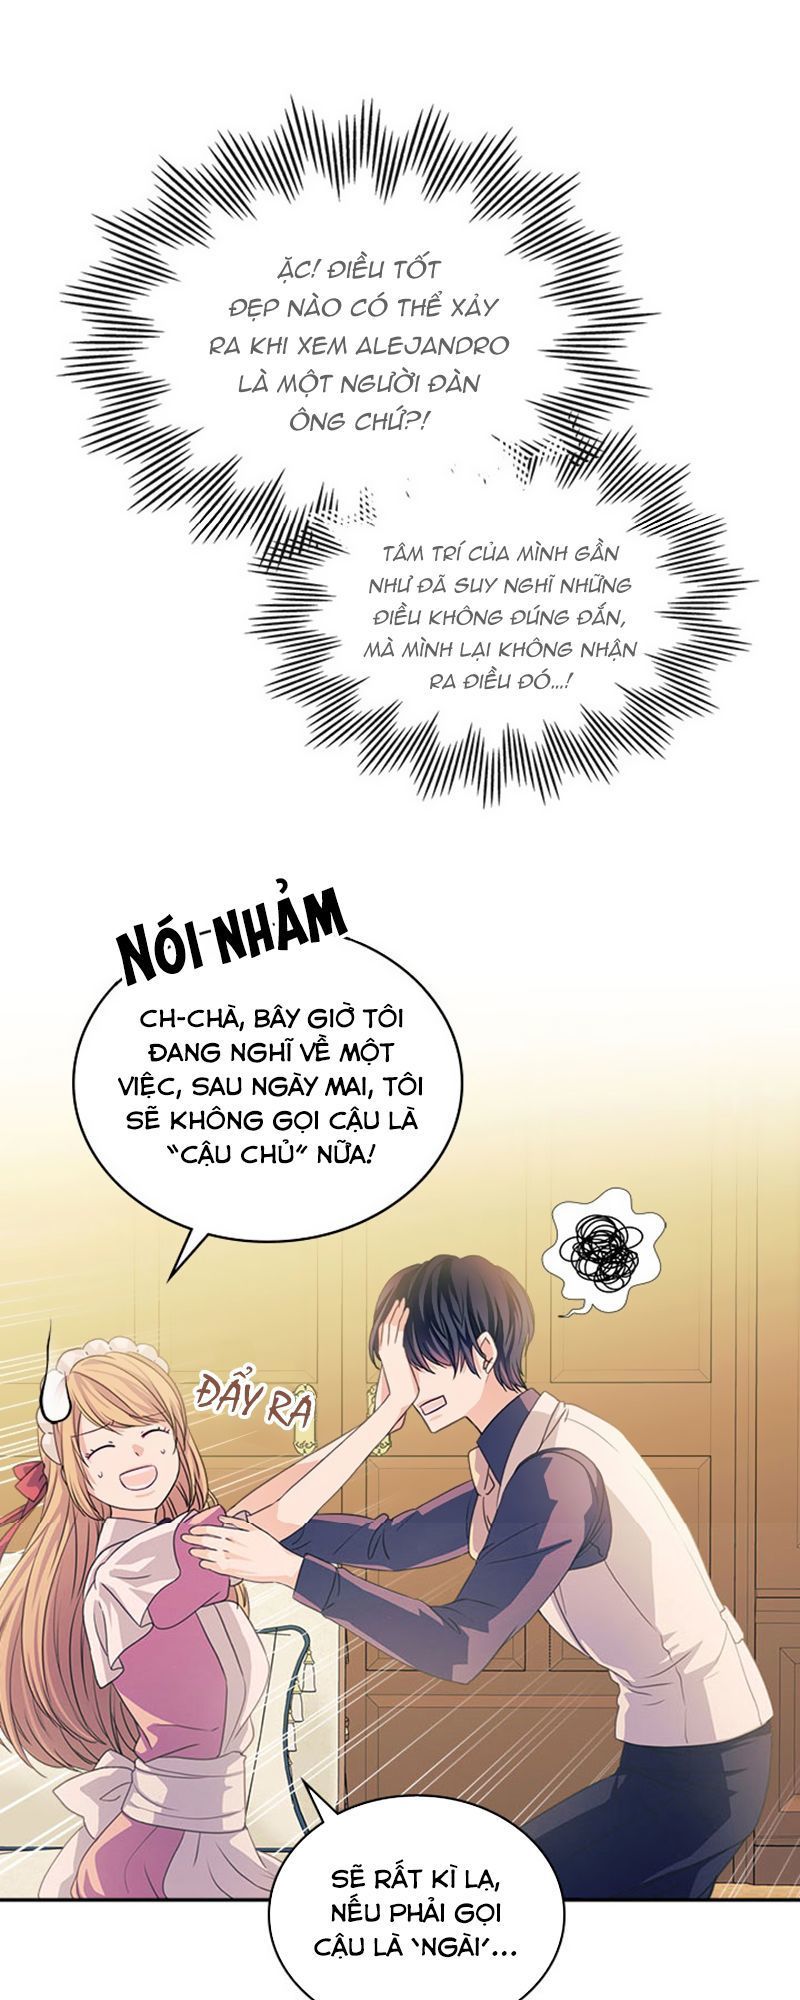 ẶC! ĐIỀU TỐT
ĐẸP NÀO CÓ THỂ XẢY
RA KHI XEM ALEJANDRO
LÀ MỘT NGƯỜI ĐÀN
ÔNG CHỨ?!
TÂM TRÍ CỦA MÌNH GẦN
NHƯ ĐÃ SUY NGHĨ NHỮNG
ĐIỀU KHÔNG ĐÚNG ĐẮN,
MÀ MÌNH LẠI KHÔNG NHẬN
RA ĐIỀU ĐÓ...!
NÓI NHẢM
CH-CHÀ, BÂY GIỜ TÔI
ĐANG NGHĨ VỀ MỘT
VIỆC, SAU NGÀY MAI, TÔI
SẼ KHÔNG GỌI CẬU LÀ
“CẬU CHỦ” NỮA!
ĐẨY RA
SẼ RẤT KÌ LẠ,
NẾU PHẢI GỌI
CẬU LÀ ‘NGÀI’...